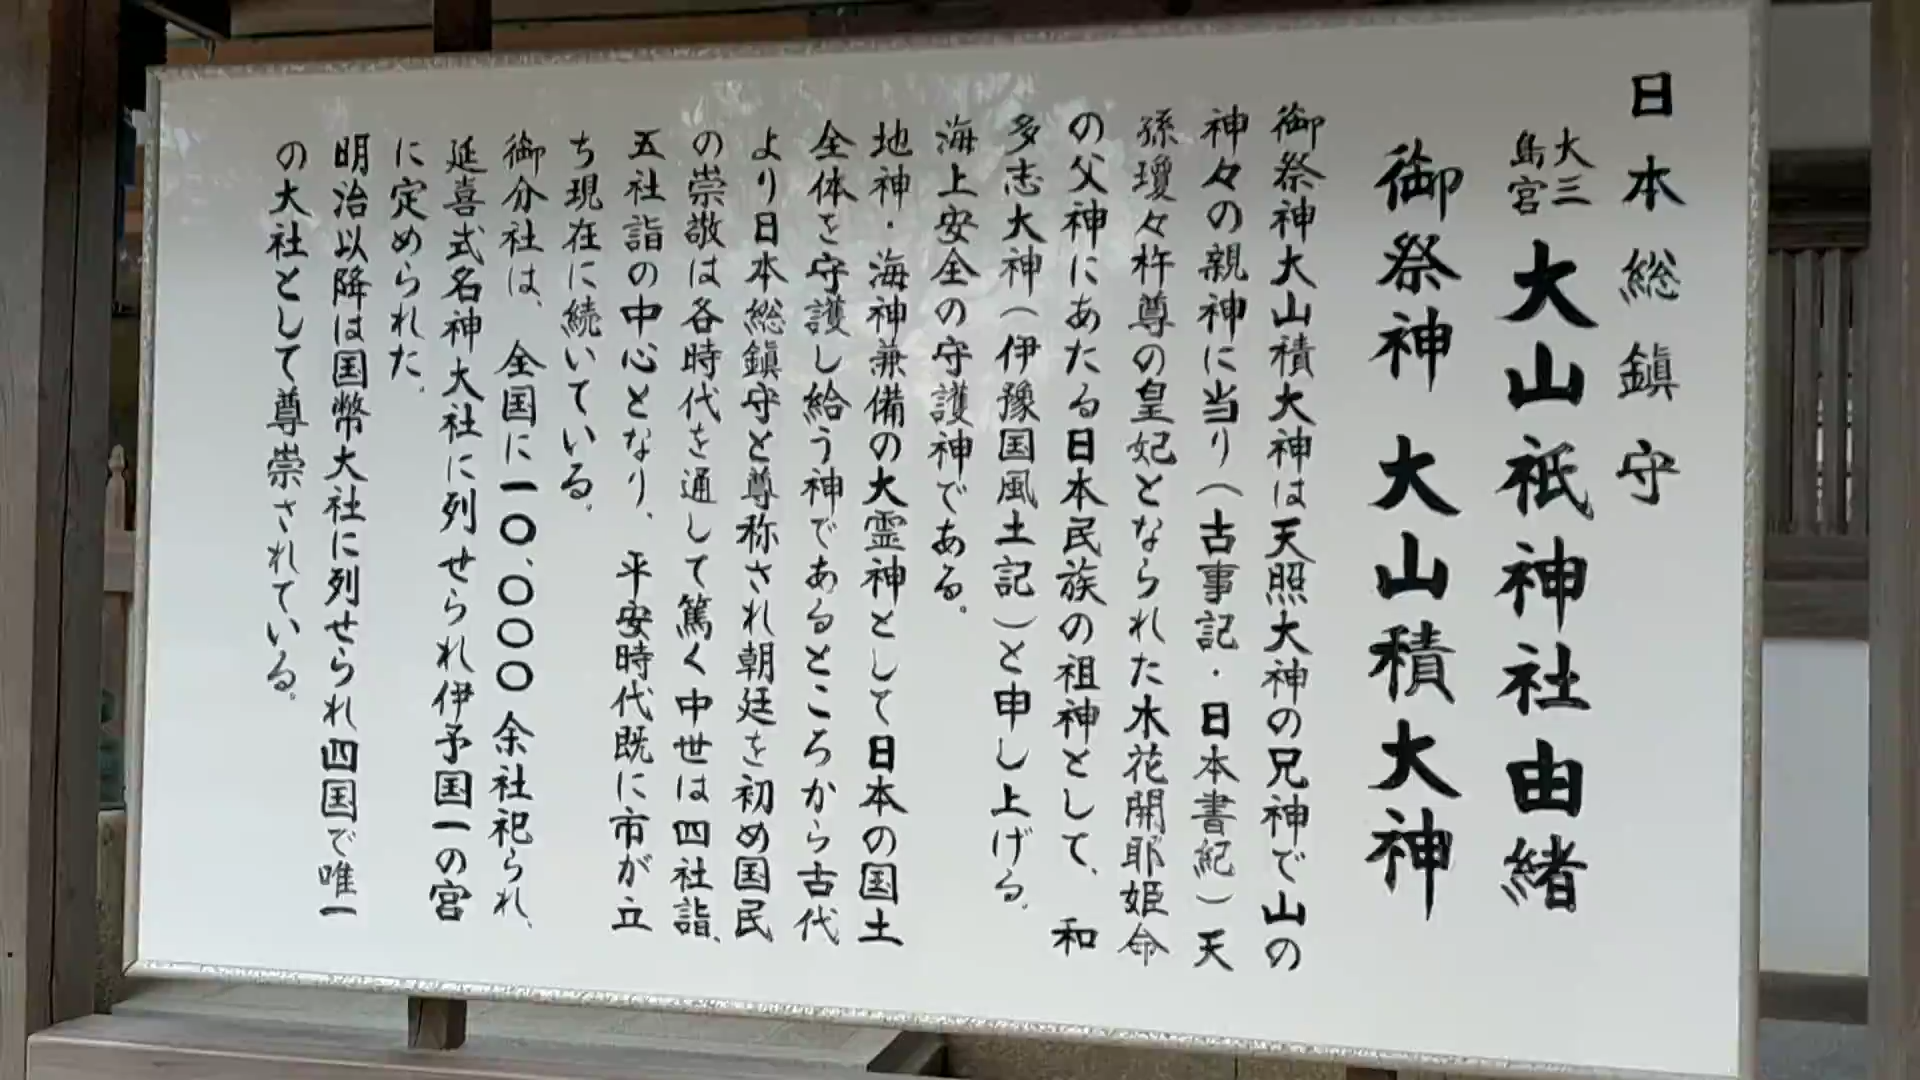 日本総鎮守
大三島宮 大山祇神社由緒
御祭神 大山積大神
御祭神大山積大神は天照大神の兄神で山の
神々の親神に当り(古事記・日本書紀)天
孫瓊々杵尊の皇妃となられた木花開耶姫命
の父神にあたる日本民族の祖神として、和
多志大神(伊豫国風土記)と申し上げる。
海上安全の守護神である。
地神・海神兼備の大霊神として日本の国土
全体を守護し給う神であるところから古代
より日本総鎮守と尊称され朝廷を初め国民
の崇敬は各時代を通して篤く中世は四社詣、
五社詣の中心となり、平安時代既に市が立
ち現在に続いている。
御分社は、全国に一〇、〇〇〇余社祀られ、
延喜式名神大社に列せられ伊予国一の宮
に定められた。
明治以降は国幣大社に列せられ四国で唯一
の大社として尊崇されている。